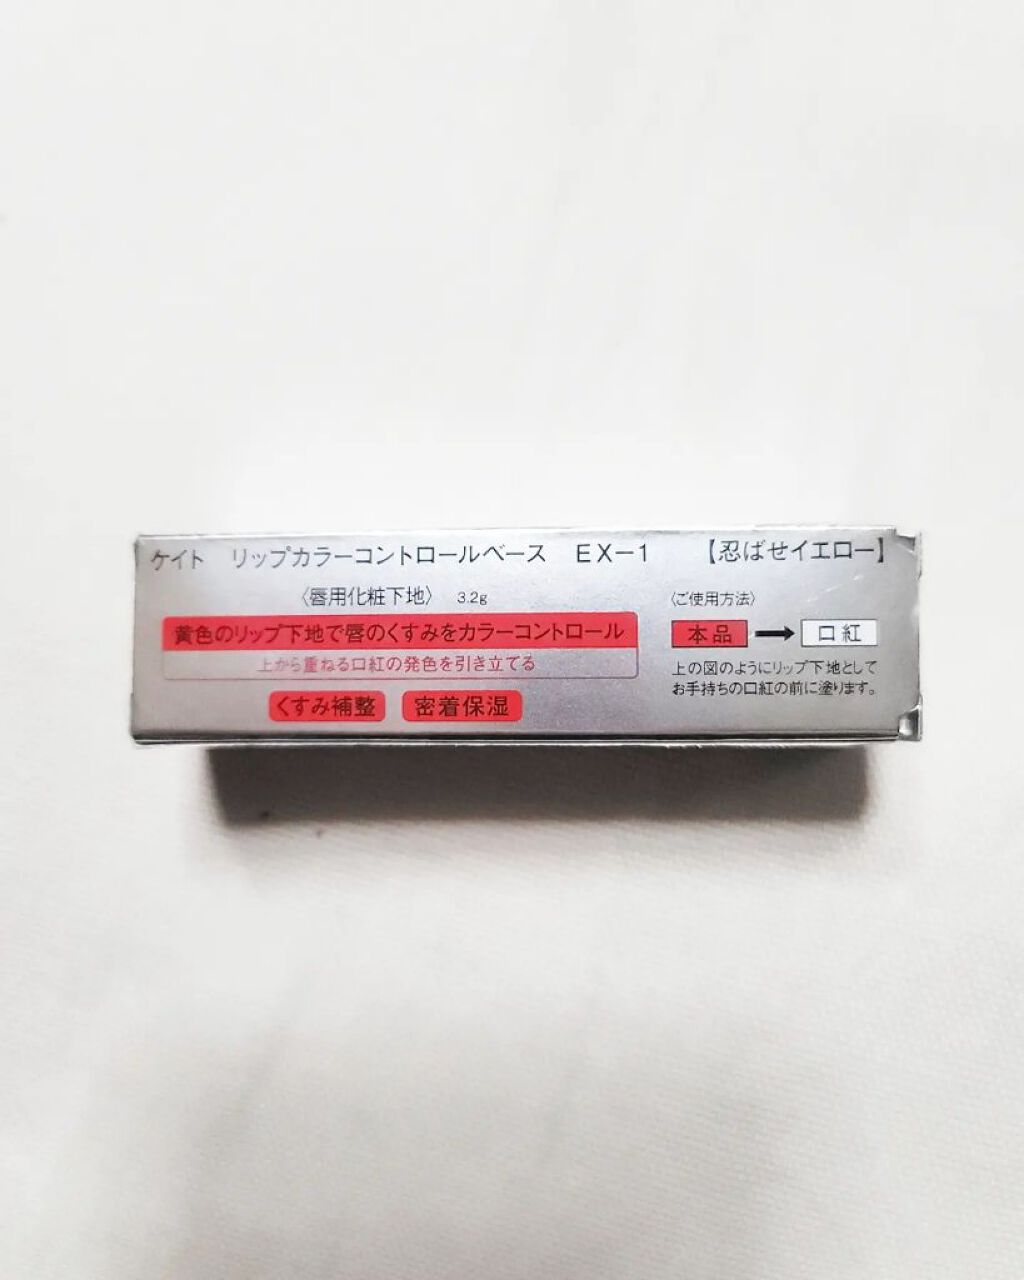 ケイト リップカラーコントロールベース EX-1 【忍ばせイエロー】
〈唇用化粧下地〉 3.2g
黄色のリップ下地で唇のくすみをカラーコントロール
上から重ねる口紅の発色を引き立てる
くすみ補整 密着保湿
〈ご使用方法〉
本品 → 口紅
上の図のようにリップ下地として
お手持ちの口紅の前に塗ります。